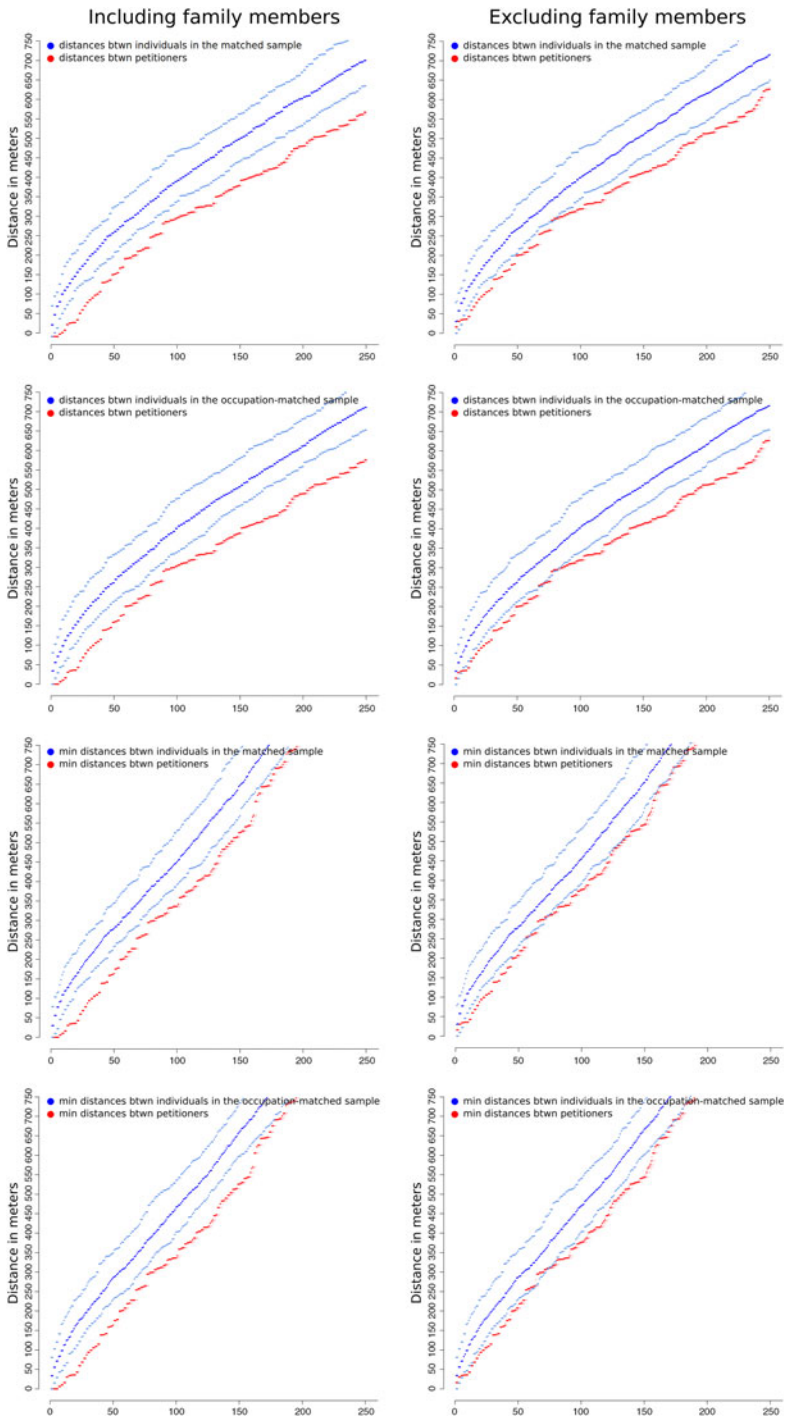 Including family members
Excluding family members
distances btwn individuals in the matched sample
distances btwn petitioners
Distance in meters
0 50 100 150 200 250 300 350 400 450 500 550 600 650 700 750
0 50 100 150 200 250
distances btwn individuals in the matched sample
distances btwn petitioners
Distance in meters
0 50 100 150 200 250 300 350 400 450 500 550 600 650 700 750
0 50 100 150 200 250
distances btwn individuals in the occupation-matched sample
distances btwn petitioners
Distance in meters
0 50 100 150 200 250 300 350 400 450 500 550 600 650 700 750
0 50 100 150 200 250
distances btwn individuals in the occupation-matched sample
distances btwn petitioners
Distance in meters
0 50 100 150 200 250 300 350 400 450 500 550 600 650 700 750
0 50 100 150 200 250
min distances btwn individuals in the matched sample
min distances btwn petitioners
Distance in meters
0 50 100 150 200 250 300 350 400 450 500 550 600 650 700 750
0 50 100 150 200 250
min distances btwn individuals in the matched sample
min distances btwn petitioners
Distance in meters
0 50 100 150 200 250 300 350 400 450 500 550 600 650 700 750
0 50 100 150 200 250
min distances btwn individuals in the occupation-matched sample
min distances btwn petitioners
Distance in meters
0 50 100 150 200 250 300 350 400 450 500 550 600 650 700 750
0 50 100 150 200 250
min distances btwn individuals in the occupation-matched sample
min distances btwn petitioners
Distance in meters
0 50 100 150 200 250 300 350 400 450 500 550 600 650 700 750
0 50 100 150 200 250